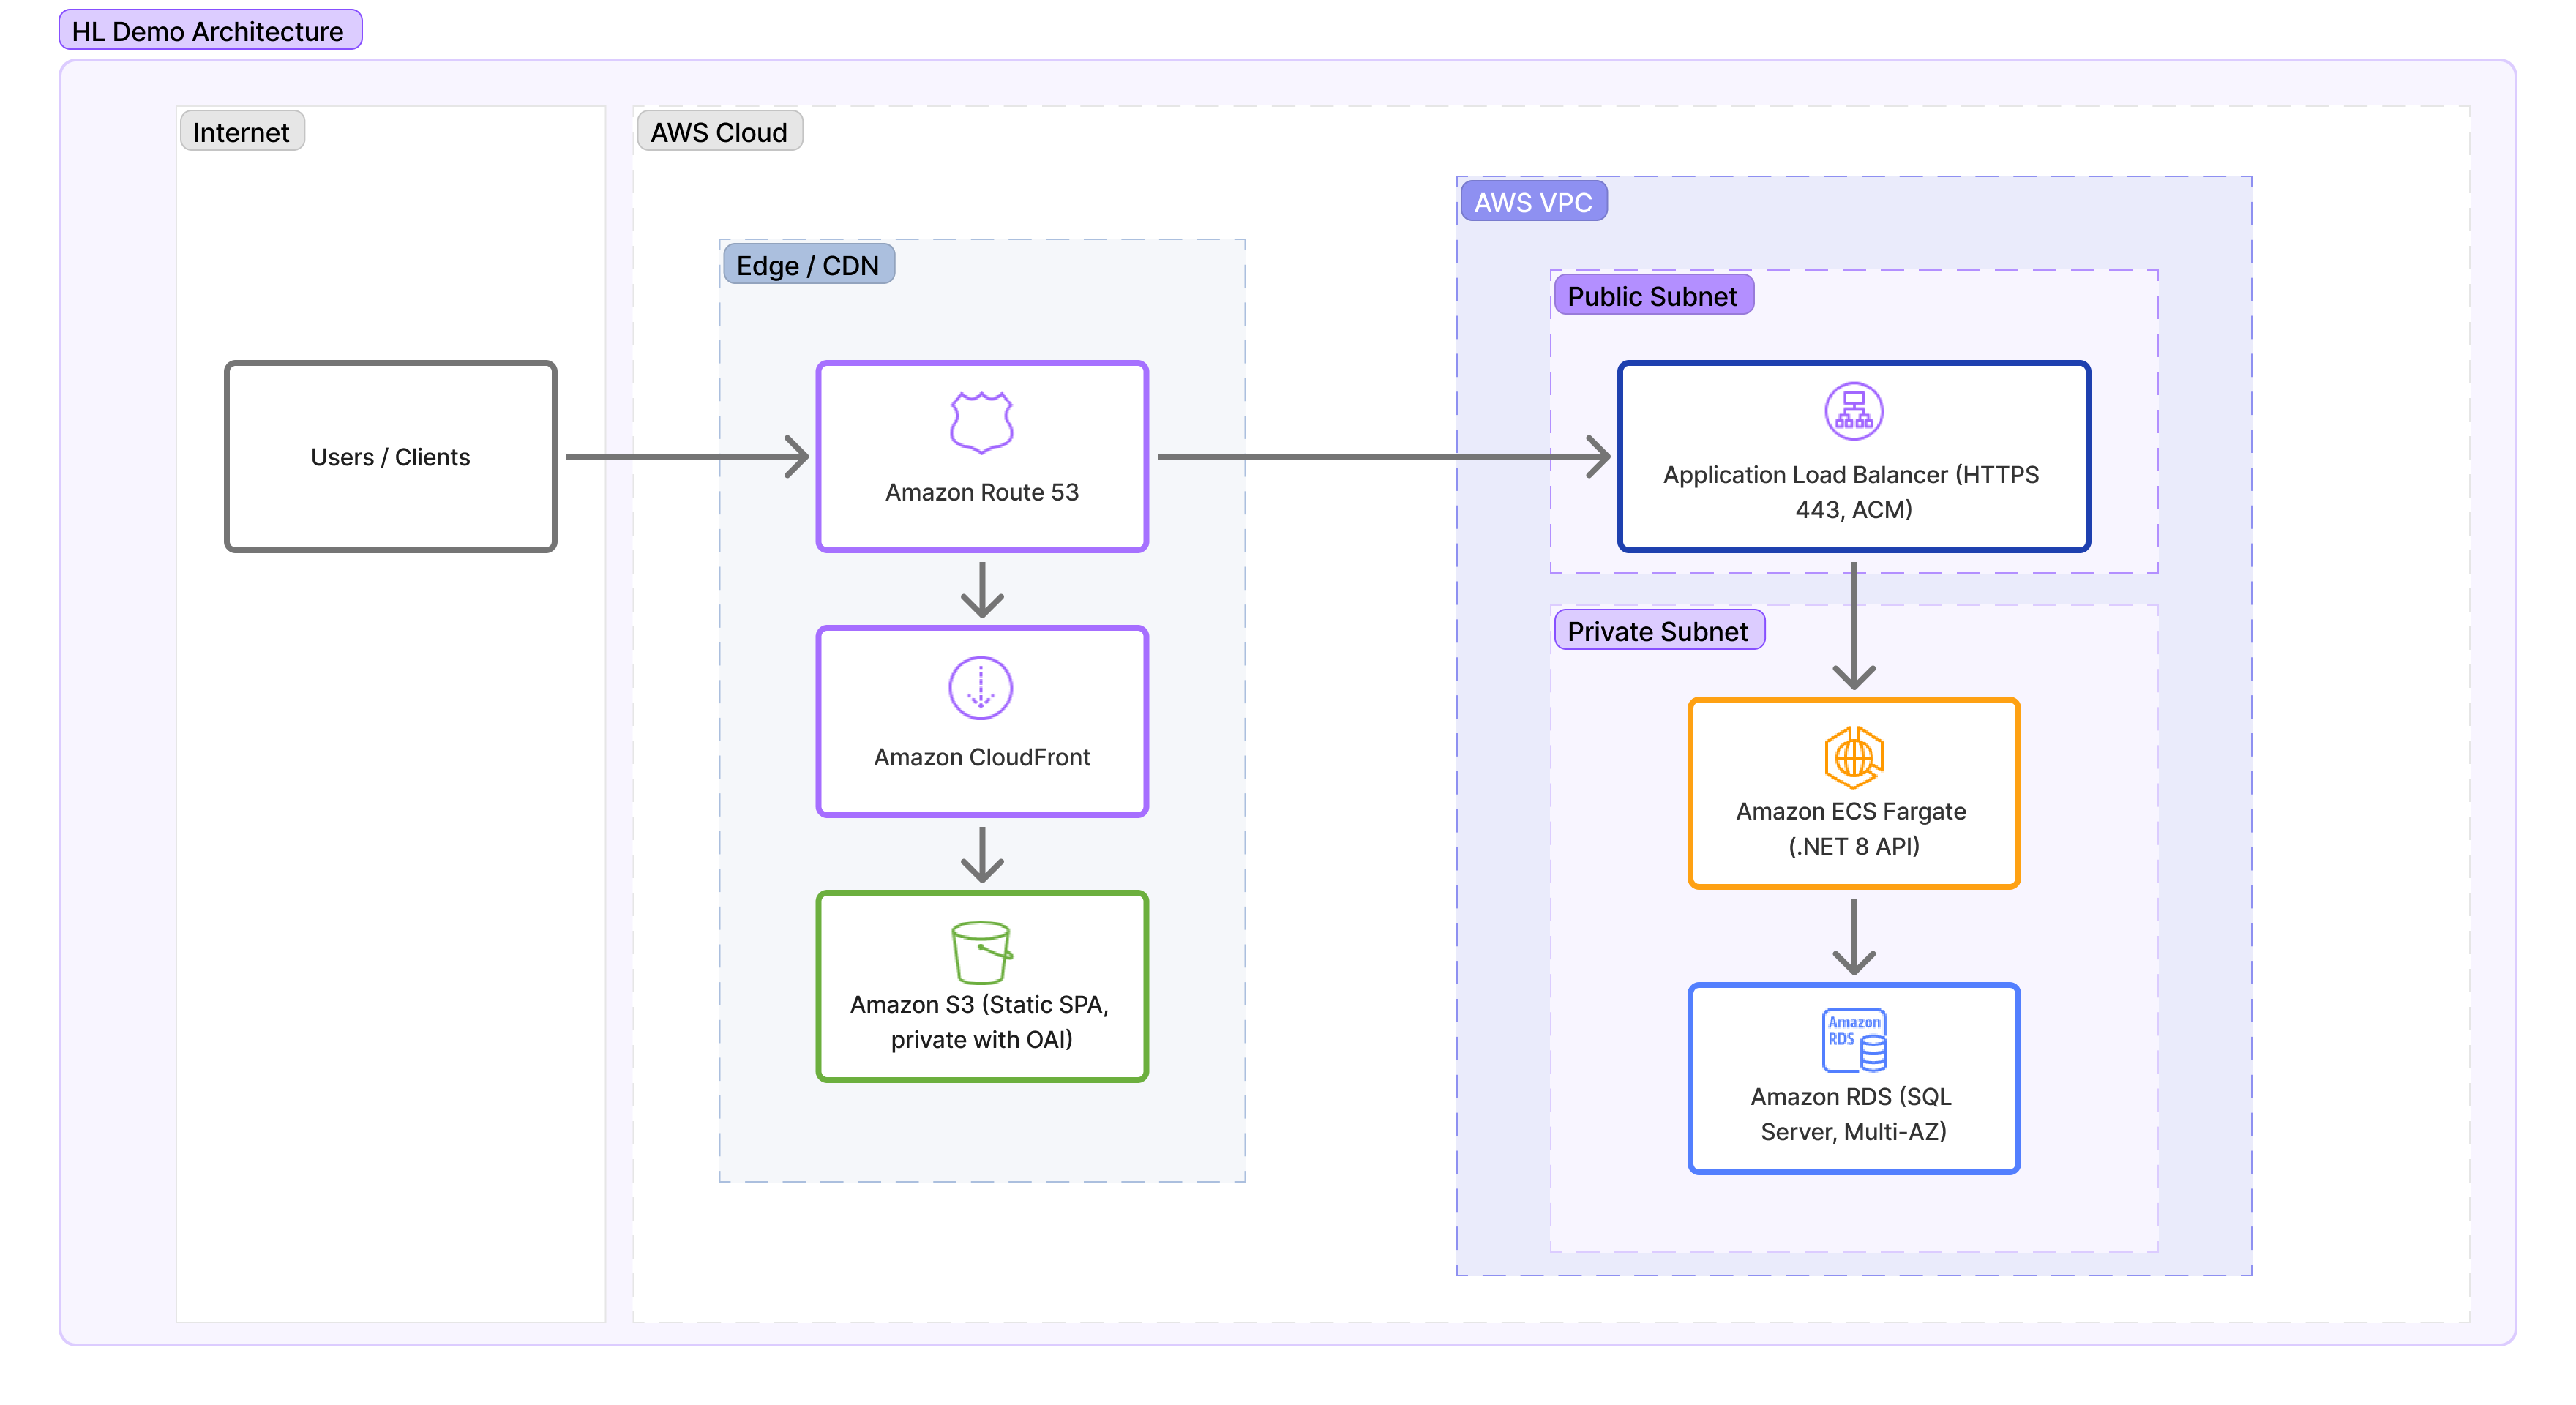 HL Demo Architecture
Internet
AWS Cloud
AWS VPC
Edge / CDN
Public Subnet
Users / Clients
Amazon Route 53
Application Load Balancer (HTTPS
443, ACM)
Private Subnet
Amazon CloudFront
Amazon ECS Fargate
(.NET 8 API)
Amazon S3 (Static SPA,
private with OAI)
Amazon
RDS
Amazon RDS (SQL
Server, Multi-AZ)